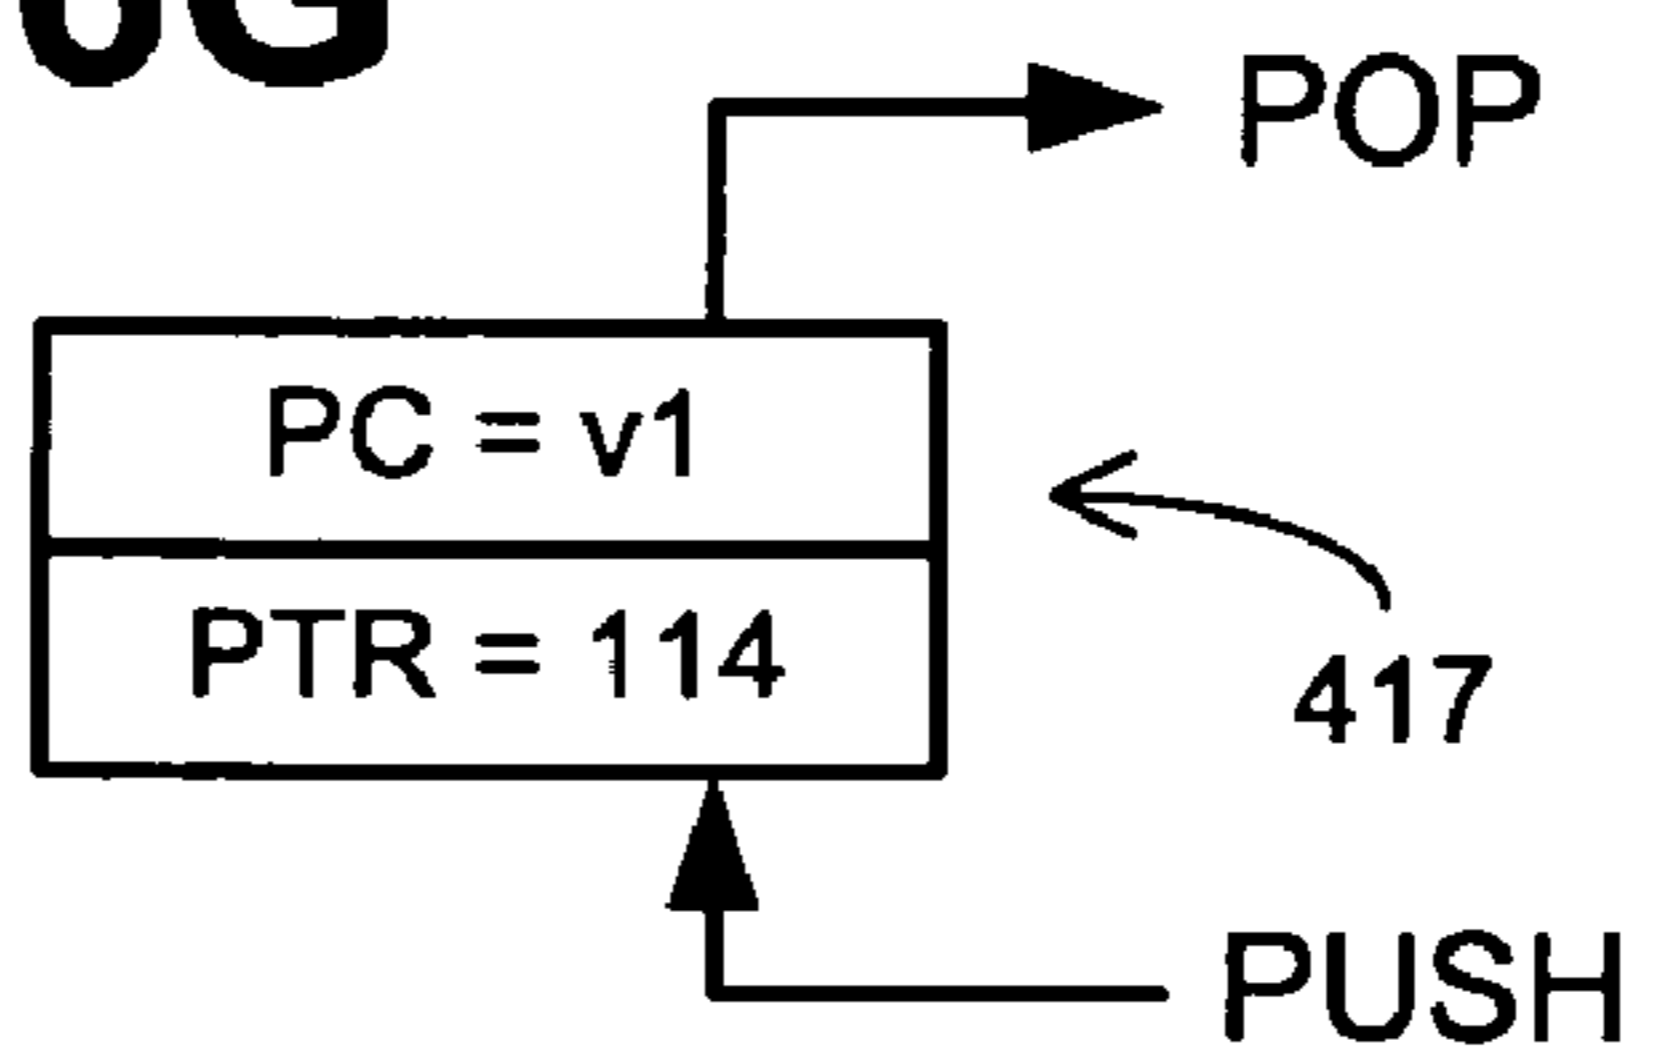 POP
PC = v1
PTR = 114
417
PUSH